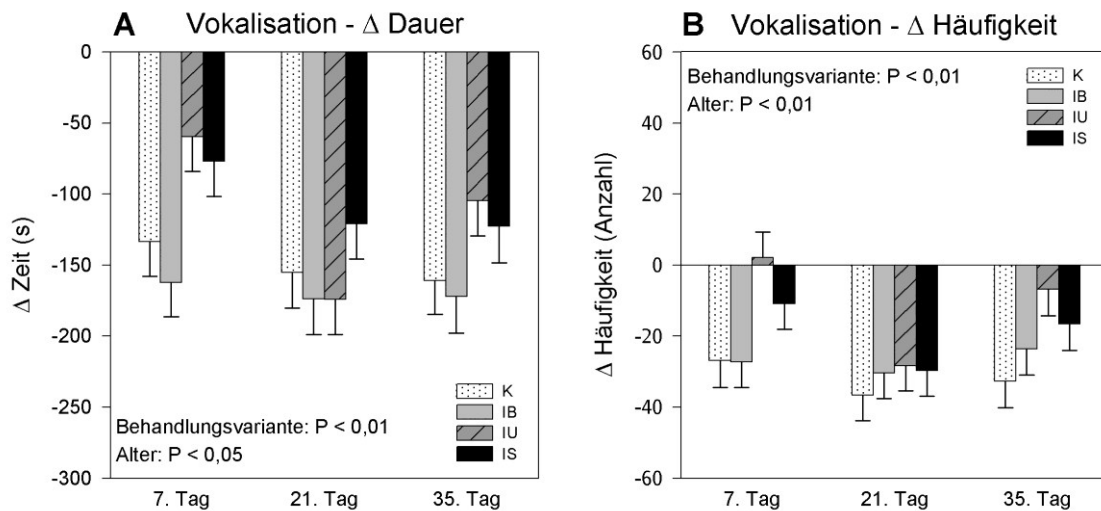 A Vokalisation - Δ Dauer
0
-50
-100
-150
-200
-250
-300
Δ Zeit (s)
K
IB
IU
IS
Behandlungsvariante: P < 0,01
Alter: P < 0,05
7. Tag 21. Tag 35. Tag
B Vokalisation - Δ Häufigkeit
60
40
20
0
-20
-40
-60
Δ Häufigkeit (Anzahl)
Behandlungsvariante: P < 0,01
Alter: P < 0,01
K
IB
IU
IS
7. Tag 21. Tag 35. Tag